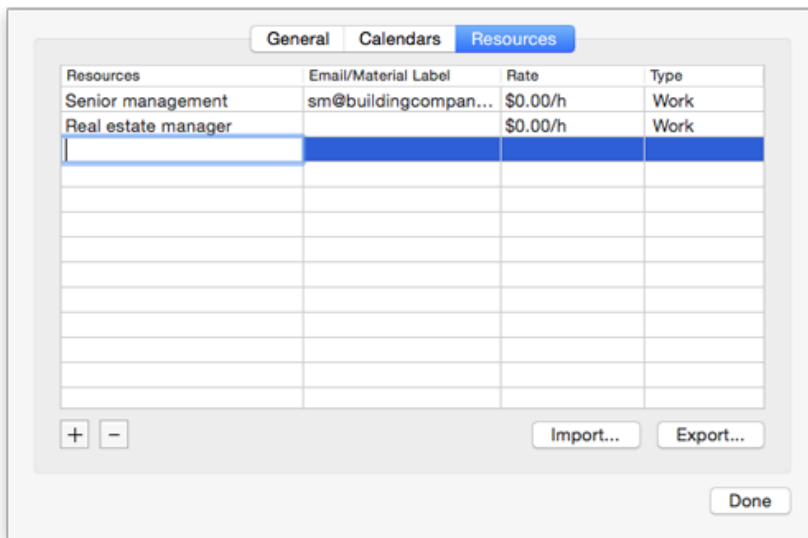 General Calendars Resources
Resources Email/Material Label Rate Type
Senior management sm@buildingcompan... $0.00/h Work
Real estate manager $0.00/h Work
+ − Import... Export...
Done